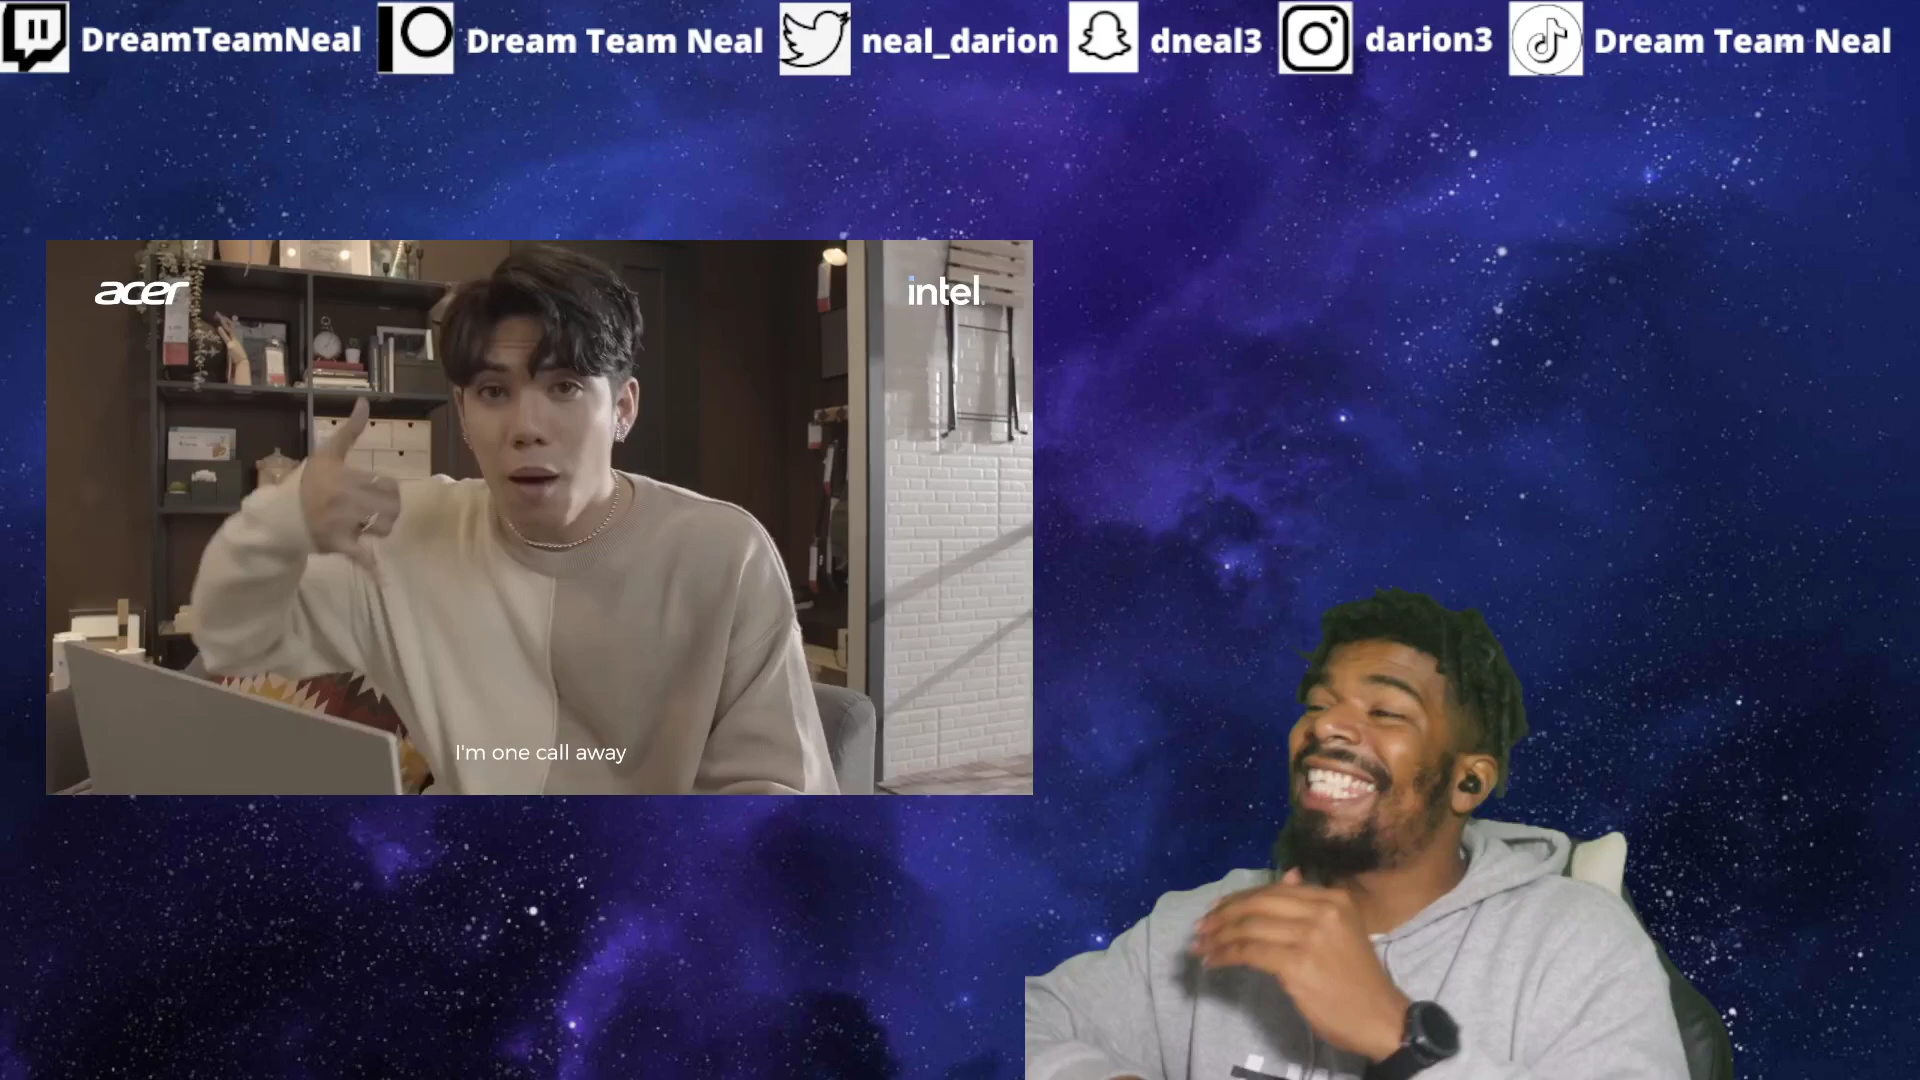 DreamTeamNeal Dream Team Neal neal_darion dneal3 darion3 Dream Team Neal
acer intel
I'm one call away